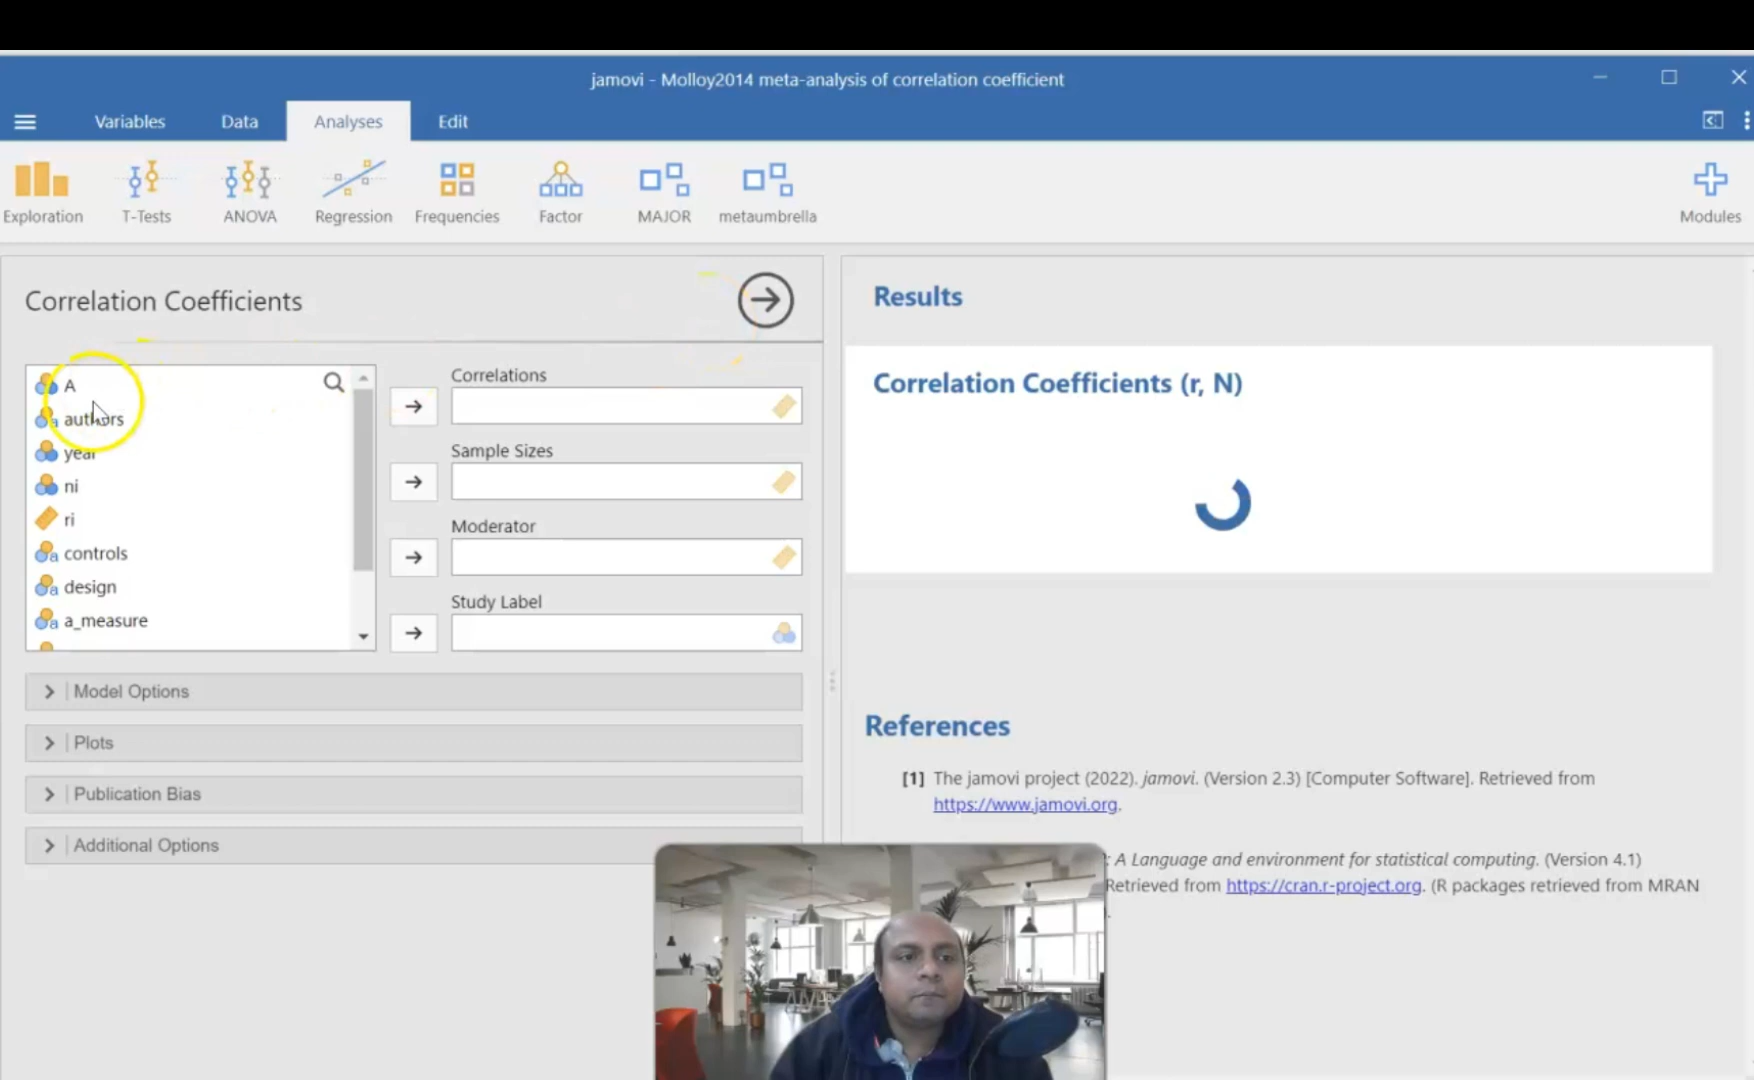 jamovi - Molloy2014 meta-analysis of correlation coefficient
Variables Data Analyses Edit
Exploration T-Tests ANOVA Regression Frequencies Factor MAJOR metaumbrella Modules
Correlation Coefficients
A
authors
year
ni
ri
controls
design
a_measure
Correlations
Sample Sizes
Moderator
Study Label
Model Options
Plots
Publication Bias
Additional Options
Results
Correlation Coefficients (r, N)
References
[1] The jamovi project (2022). jamovi. (Version 2.3) [Computer Software]. Retrieved from
https://www.jamovi.org.
: A Language and environment for statistical computing. (Version 4.1)
Retrieved from https://cran.r-project.org. (R packages retrieved from MRAN